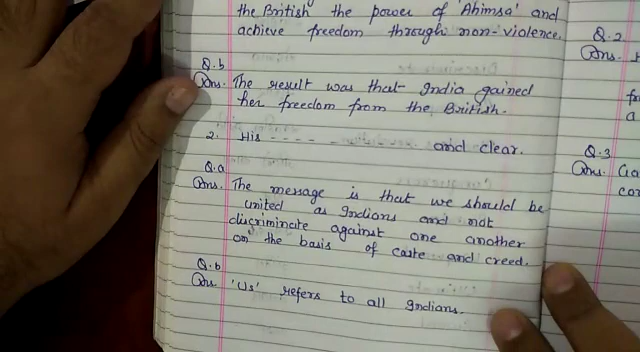 the British the power of 'Ahimsa' and
achieve freedom through non-violence.
Q.b
Ans. The result was that India gained
her freedom from the British.
2. His - - - - - - - - - - - and clear.
Q.a
Ans. The message is that we should be
united as Indians and not
discriminate against one another
on the basis of caste and creed.
Q.b
Ans. 'Us' refers to all Indians.
Q.2
Ans.
a
Q.3
Ans.